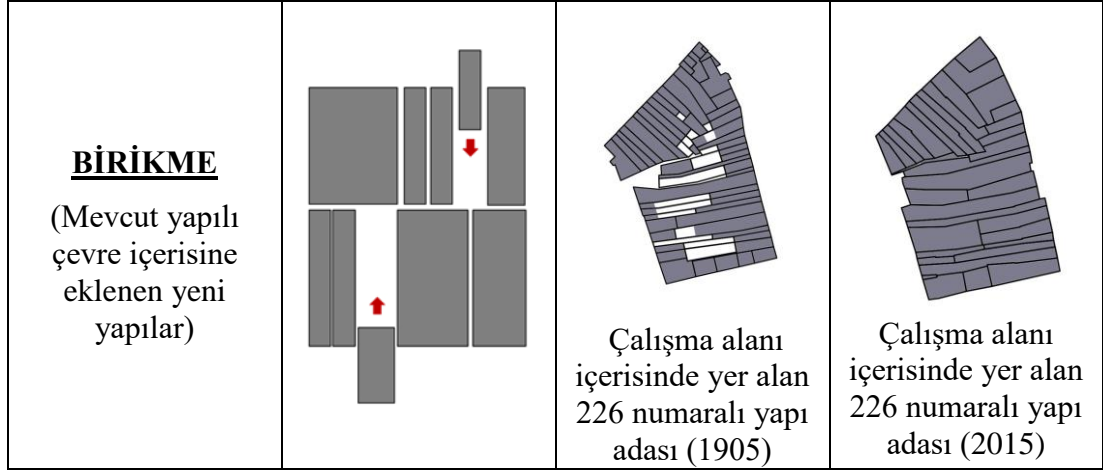 BİRİKME
(Mevcut yapılı
çevre içerisine
eklenen yeni
yapılar)
Çalışma alanı
içerisinde yer alan
226 numaralı yapı
adası (1905)
Çalışma alanı
içerisinde yer alan
226 numaralı yapı
adası (2015)